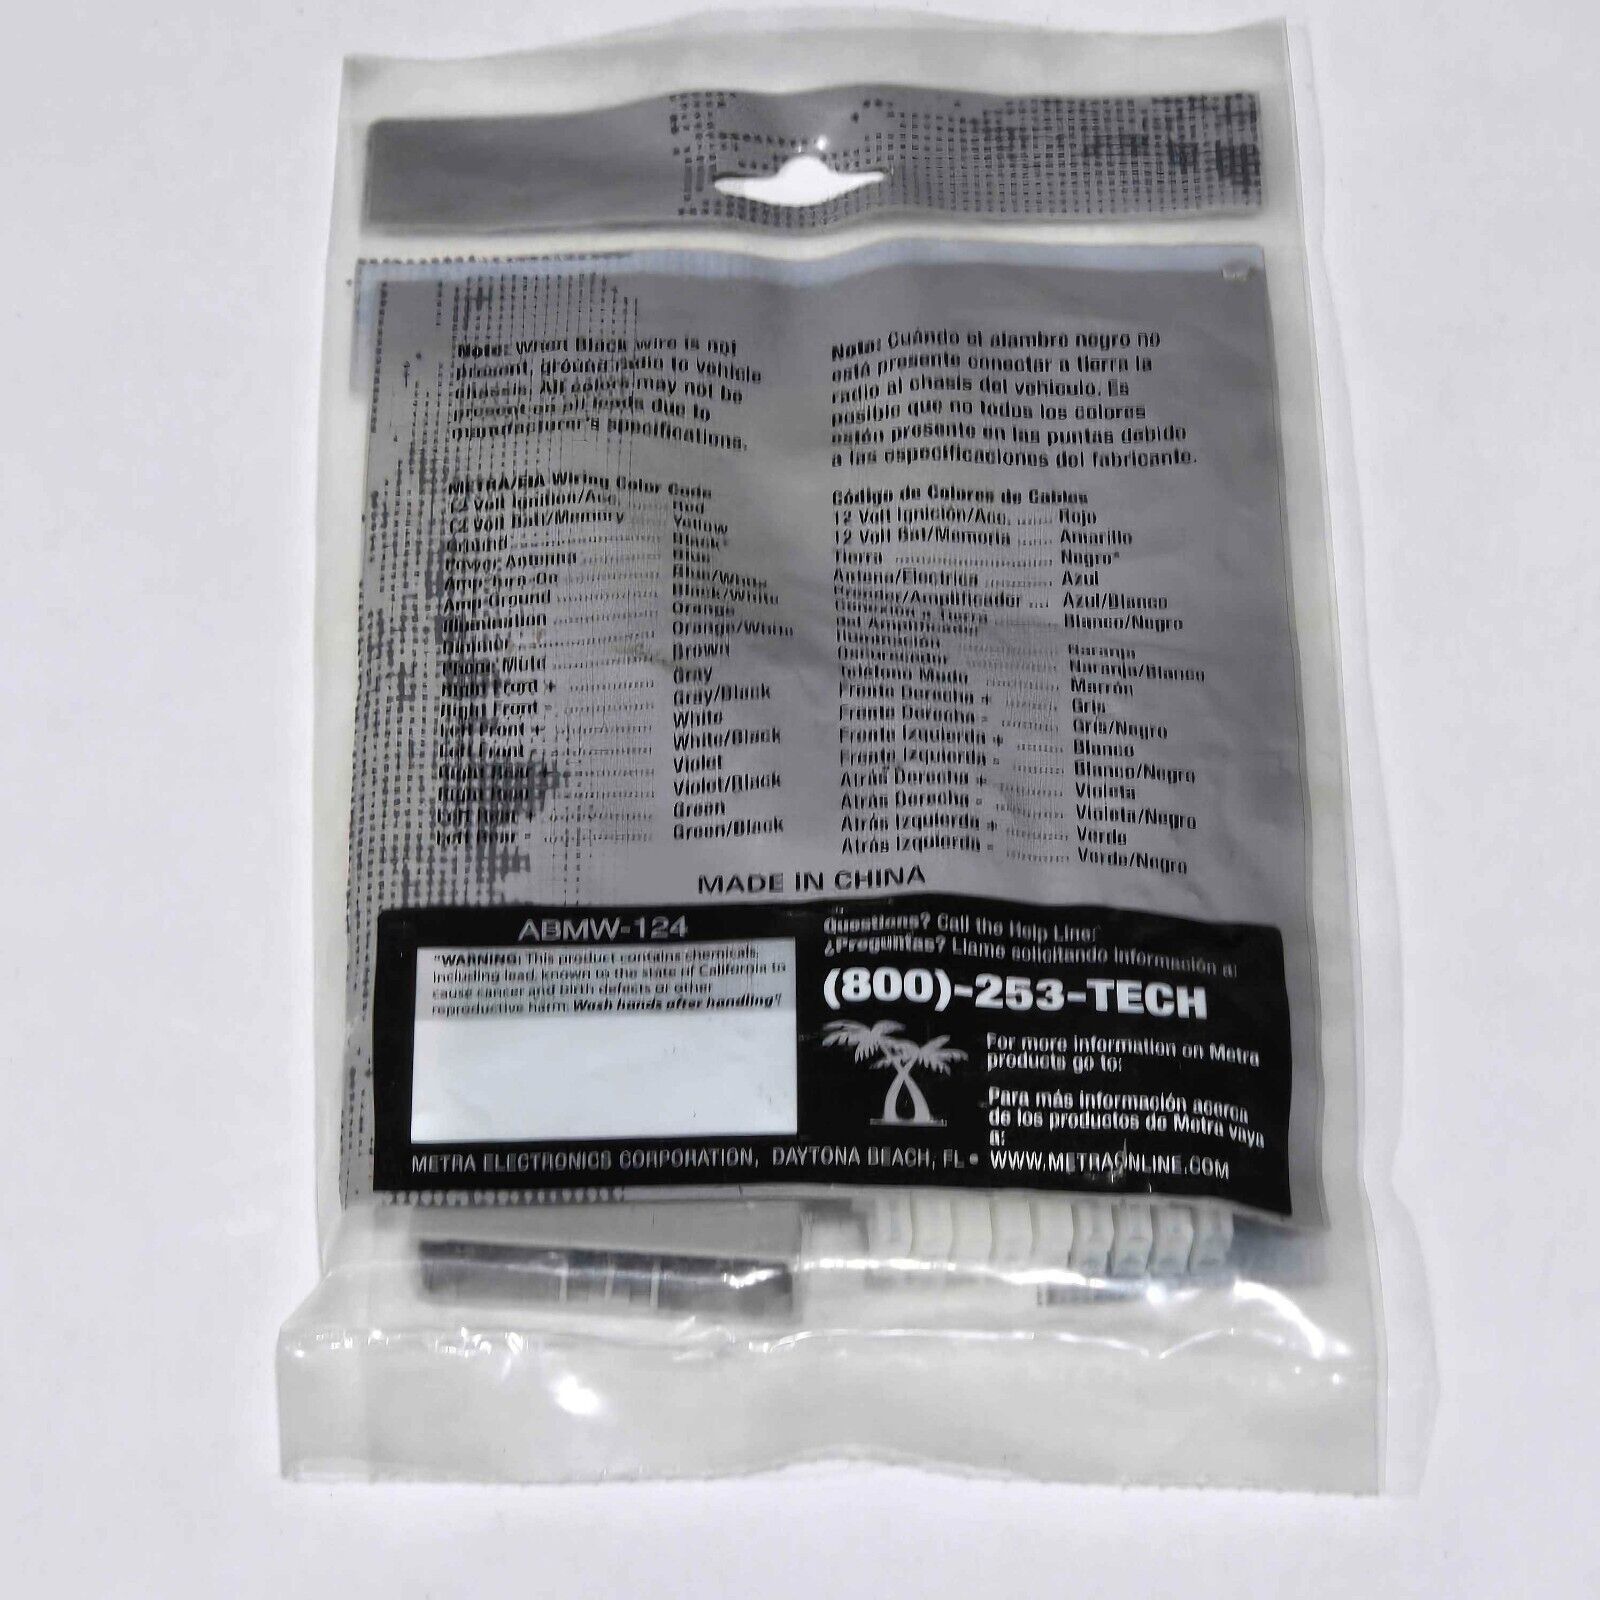 Note: When Black wire is not
present, ground radio to vehicle
chassis. All colors may not be
present on all leads due to
manufacturer's specifications.
METRA/EIA Wiring Color Code
12 Volt Ignition/Acc. Red
12 Volt Bat/Memory Yellow
Ground Black*
Power Antenna Blue
Amp Turn-On Blue/White
Amp Ground Black/White
Illumination Orange
Dimmer Orange/White
Phone Mute Brown
Right Front + Gray
Right Front - Gray/Black
Left Front + White
Left Front - White/Black
Right Rear + Violet
Right Rear - Violet/Black
Left Rear + Green
Left Rear - Green/Black
Nota: Cuándo el alambre negro no
está presente conectar a tierra la
radio al chasis del vehículo. Es
posible que no todos los colores
estén presente en las puntas debido
a las especificaciones del fabricante.
Código de Colores de Cables
12 Volt Ignición/Acc. Rojo
12 Volt Bat/Memoria Amarillo
Tierra Negro*
Antena/Electrica Azul
Prender/Amplificador Azul/Blanco
Conexion a Tierra Blanco/Negro
Del Amplificador
Iluminación Naranja
Oscurecador Naranja/Blanco
Teléfono Mudo Marrón
Frente Derecha + Gris
Frente Derecha - Gris/Negro
Frente Izquierda + Blanco
Frente Izquierda - Blanco/Negro
Atrás Derecha + Violeta
Atrás Derecha - Violeta/Negro
Atrás Izquierda + Verde
Atrás Izquierda - Verde/Negro
MADE IN CHINA
ABMW-124
"WARNING: This product contains chemicals,
including lead, known to the state of California to
cause cancer and birth defects or other
reproductive harm. Wash hands after handling"
Questions? Call the Help Line:
¿Preguntas? Llame solicitando información a:
(800)-253-TECH
For more information on Metra
products go to:
Para más información acerca
de los productos de Metra vaya
a:
METRA ELECTRONICS CORPORATION, DAYTONA BEACH, FL • WWW.METRAONLINE.COM